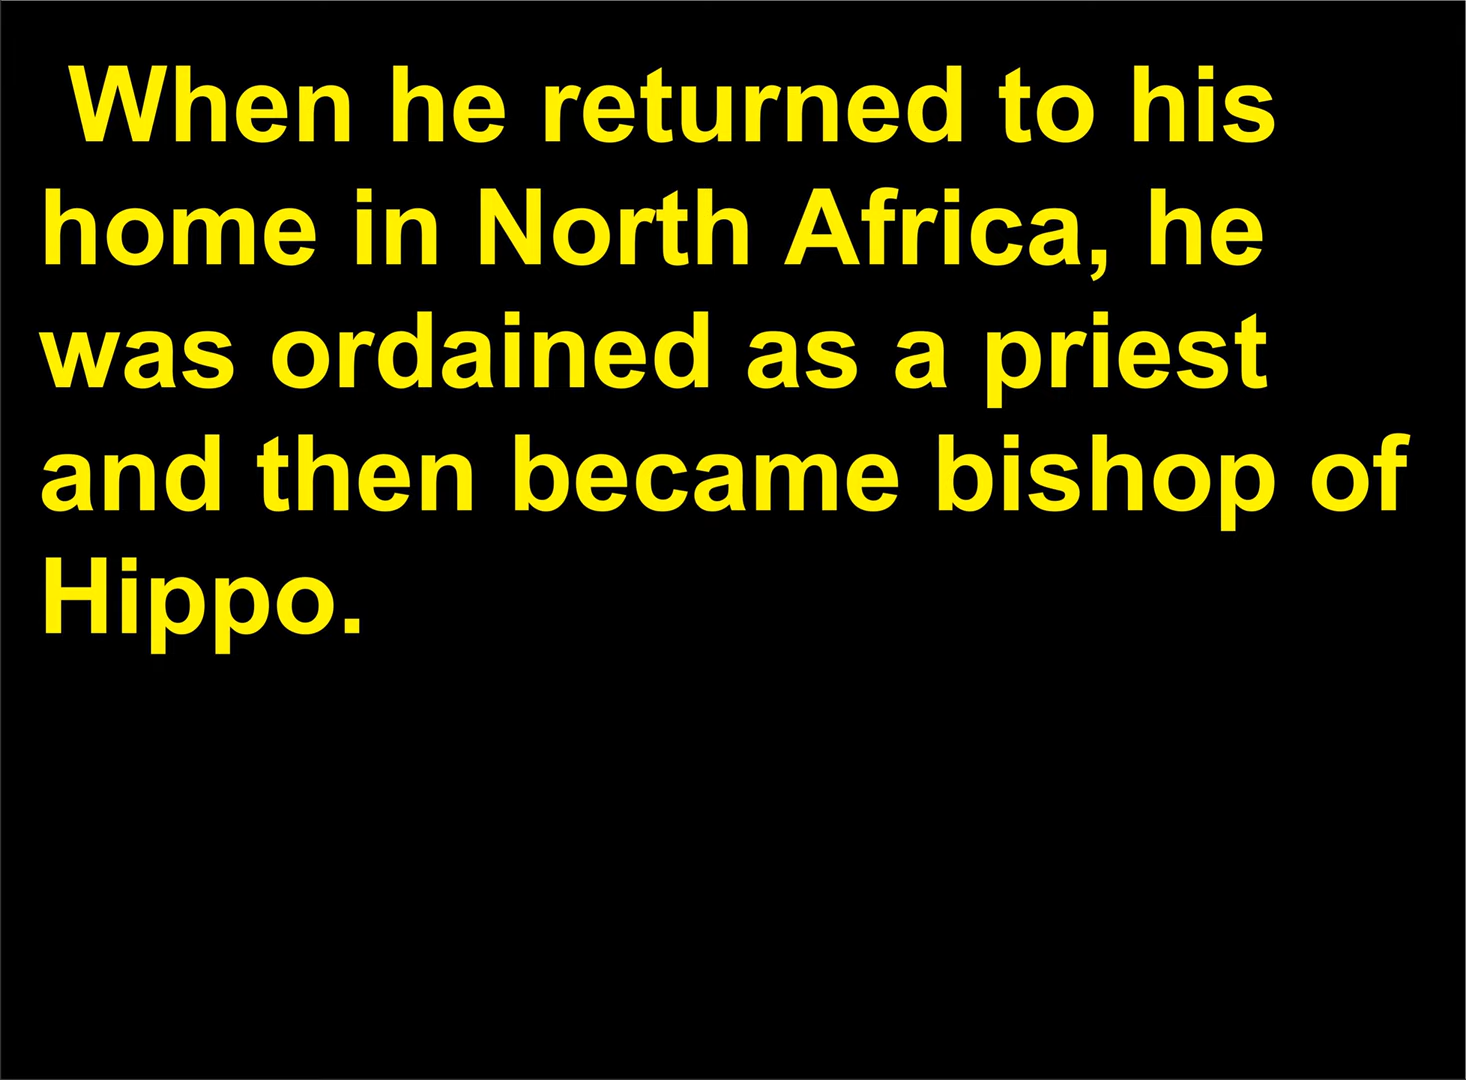 When he returned to his
home in North Africa, he
was ordained as a priest
and then became bishop of
Hippo.